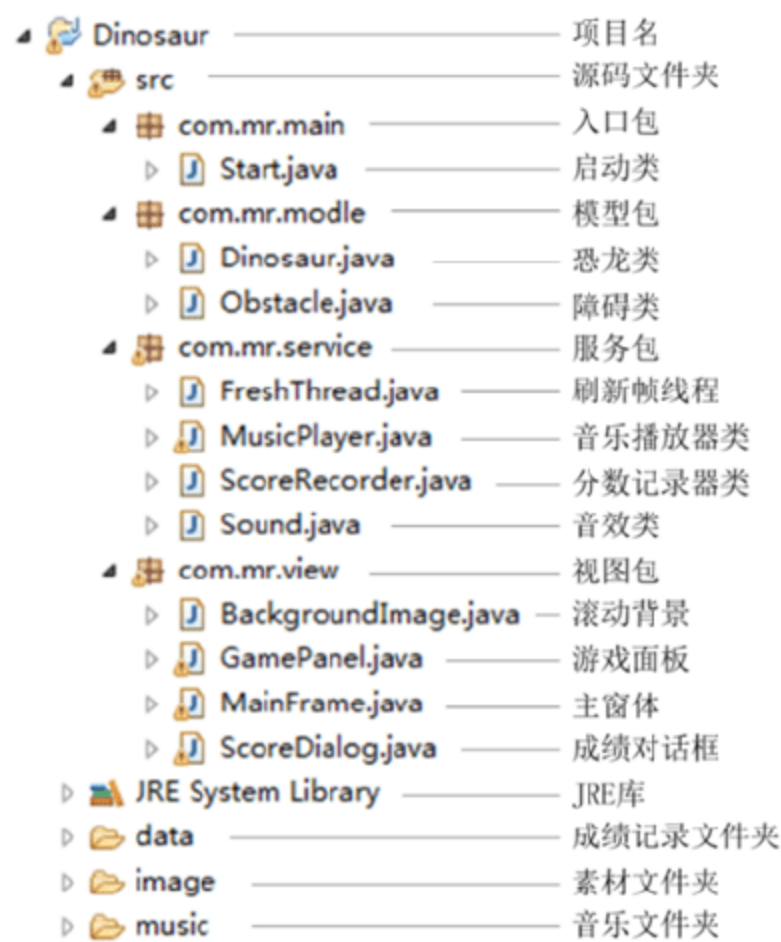 Dinosaur 项目名
src 源码文件夹
com.mr.main 入口包
Start.java 启动类
com.mr.modle 模型包
Dinosaur.java 恐龙类
Obstacle.java 障碍类
com.mr.service 服务包
FreshThread.java 刷新帧线程
MusicPlayer.java 音乐播放器类
ScoreRecorder.java 分数记录器类
Sound.java 音效类
com.mr.view 视图包
BackgroundImage.java 滚动背景
GamePanel.java 游戏面板
MainFrame.java 主窗体
ScoreDialog.java 成绩对话框
JRE System Library JRE库
data 成绩记录文件夹
image 素材文件夹
music 音乐文件夹